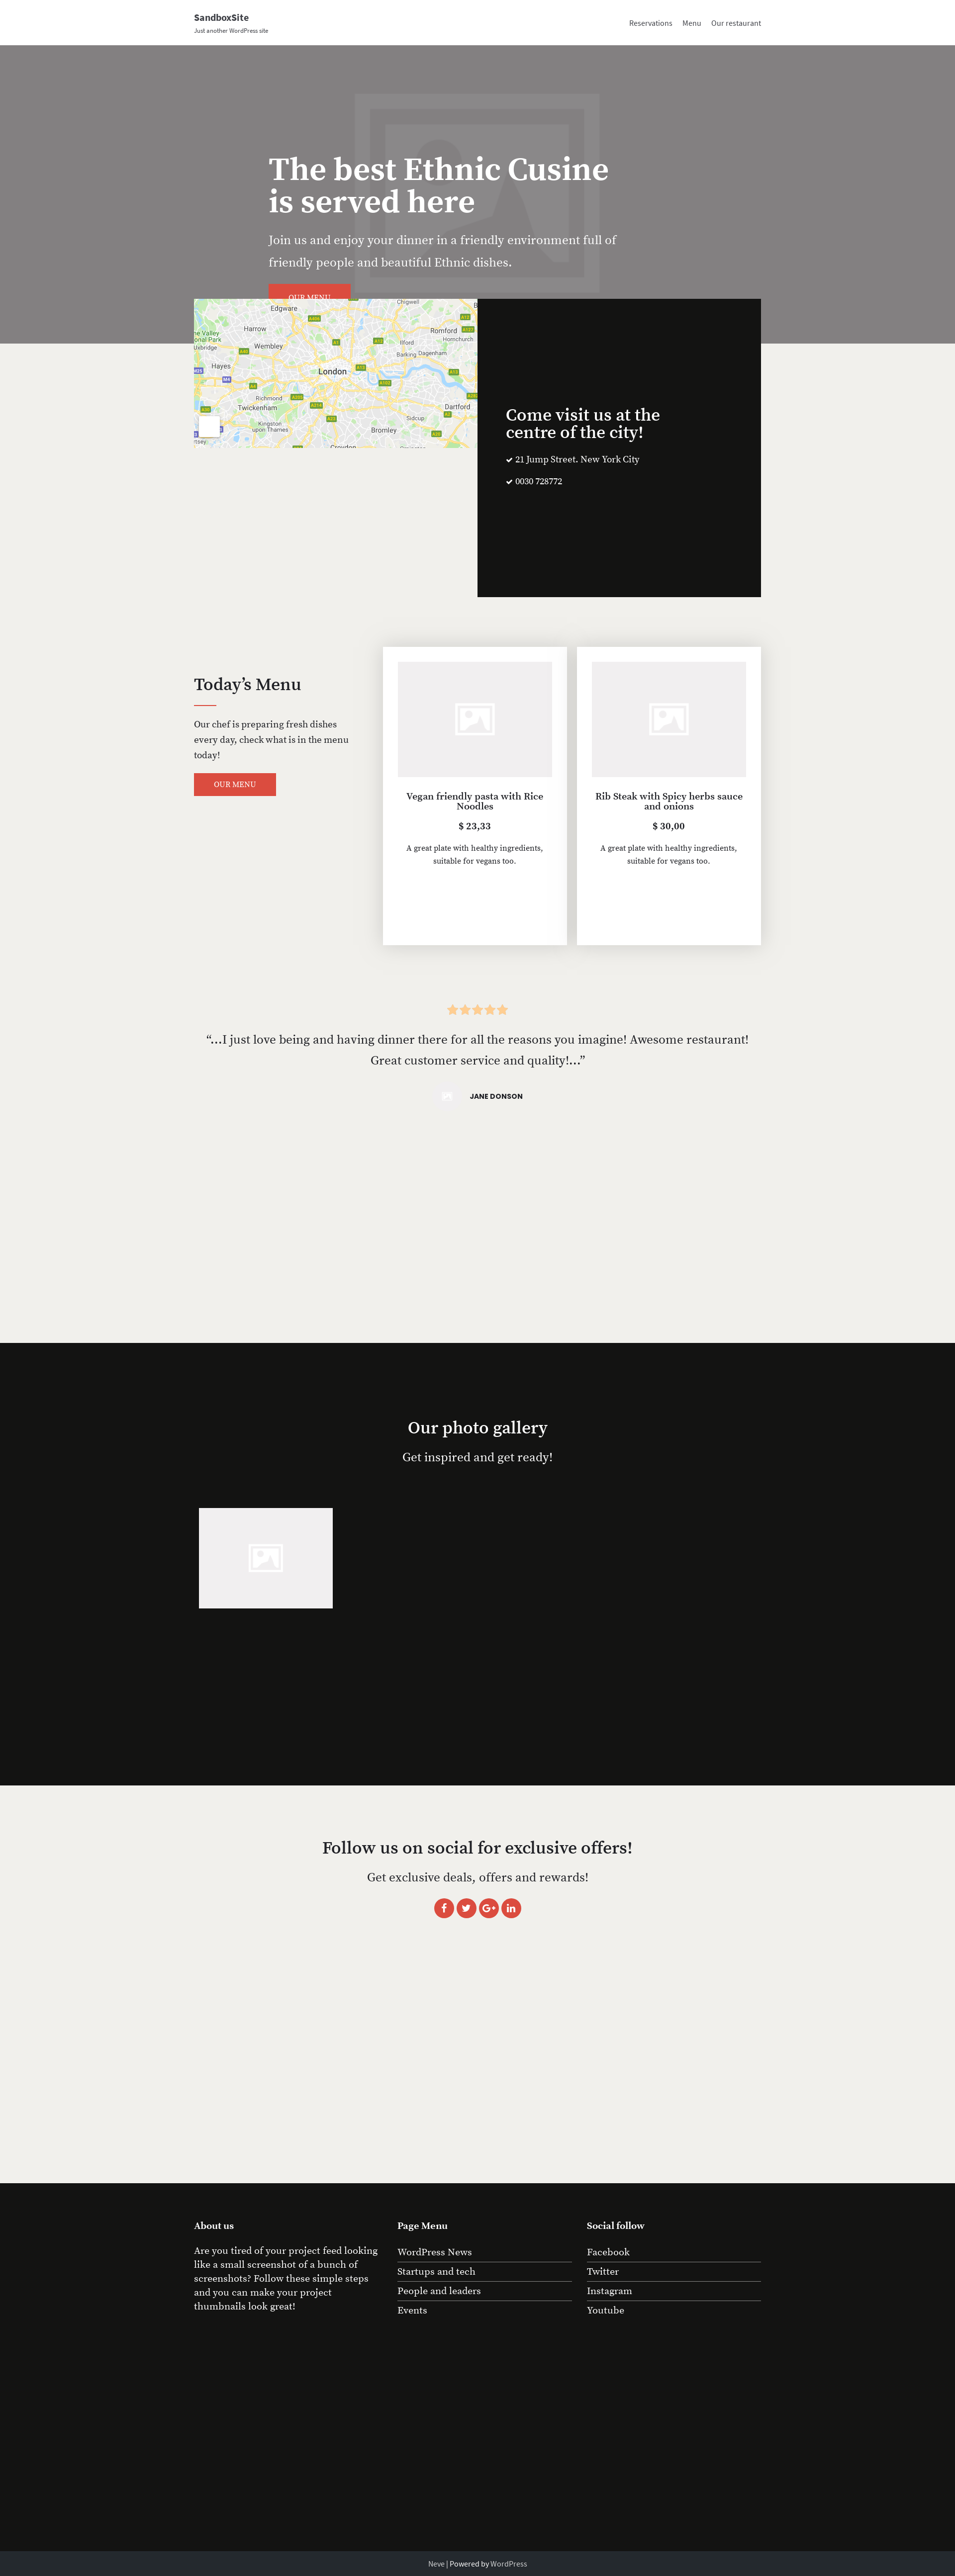 SandboxSite
Just another WordPress site
Reservations Menu Our restaurant
The best Ethnic Cusine
is served here
Join us and enjoy your dinner in a friendly environment full of
friendly people and beautiful Ethnic dishes.
OUR MENU
Chigwell
Edgware
Harrow
Romford
Hornchurch
Wembley
Ilford
Barking
Dagenham
Uxbridge
Hayes
London
Richmond
Twickenham
Dartford
Kingston
upon Thames
Sidcup
Bromley
Croydon
Come visit us at the
centre of the city!
21 Jump Street. New York City
0030 728772
Today’s Menu
Our chef is preparing fresh dishes
every day, check what is in the menu
today!
OUR MENU
Vegan friendly pasta with Rice
Noodles
$ 23,33
A great plate with healthy ingredients,
suitable for vegans too.
Rib Steak with Spicy herbs sauce
and onions
$ 30,00
A great plate with healthy ingredients,
suitable for vegans too.
“…I just love being and having dinner there for all the reasons you imagine! Awesome restaurant!
Great customer service and quality!…”
JANE DONSON
Our photo gallery
Get inspired and get ready!
Follow us on social for exclusive offers!
Get exclusive deals, offers and rewards!
About us
Are you tired of your project feed looking
like a small screenshot of a bunch of
screenshots? Follow these simple steps
and you can make your project
thumbnails look great!
Page Menu
WordPress News
Startups and tech
People and leaders
Events
Social follow
Facebook
Twitter
Instagram
Youtube
Neve | Powered by WordPress